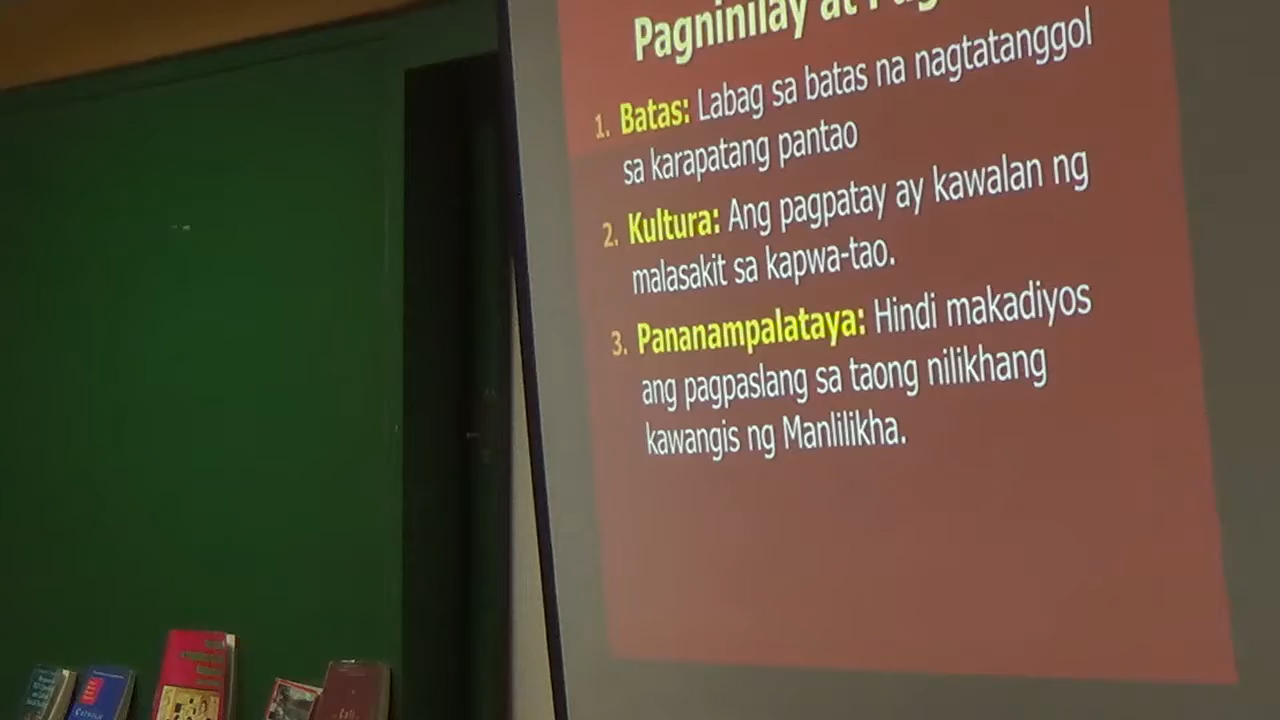 Pagninilay at
1. Batas: Labag sa batas na nagtatanggol
sa karapatang pantao
2. Kultura: Ang pagpatay ay kawalan ng
malasakit sa kapwa-tao.
3. Pananampalataya: Hindi makadiyos
ang pagpaslang sa taong nilikhang
kawangis ng Manlilikha.